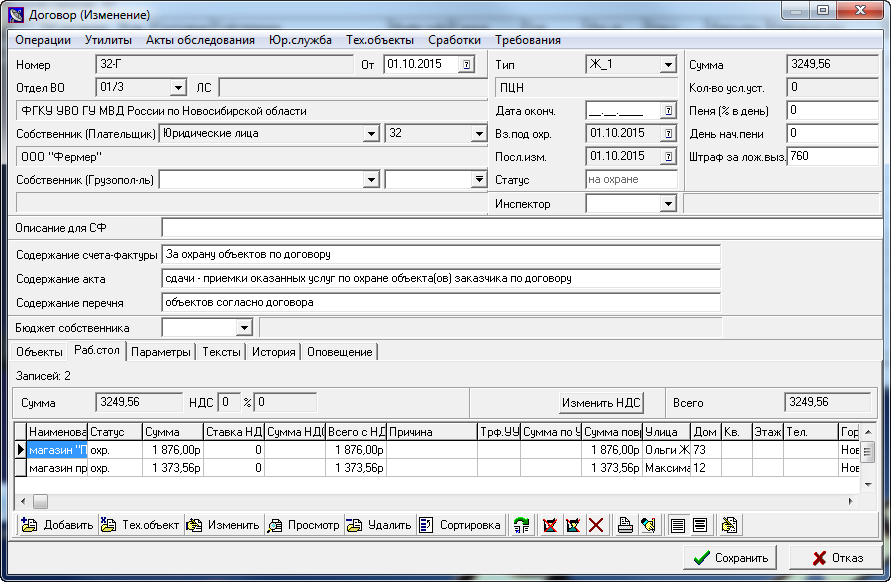 Договор (Изменение)
Операции Утилиты Акты обследования Юр.служба Тех.объекты Сработки Требования
Номер 32-Г От 01.10.2015 Тип Ж_1 Сумма 3249,56
Отдел ВО 01/3 ЛС ПЦН Кол-во усл.уст. 0
ФГКУ УВО ГУ МВД России по Новосибирской области Дата оконч. __.__.____ Пеня (% в день) 0
Собственник (Плательщик) Юридические лица 32 Вз.под охр. 01.10.2015 День нач.пени 0
ООО "Фермер" Посл.изм. 01.10.2015 Штраф за лож.выз. 760
Собственник (Грузопол-ль) Статус на охране
Инспектор
Описание для СФ
Содержание счета-фактуры За охрану объектов по договору
Содержание акта сдачи - приемки оказанных услуг по охране объекта(ов) заказчика по договору
Содержание перечня объектов согласно договора
Бюджет собственника
Объекты Раб.стол Параметры Тексты История Оповещение
Записей: 2
Сумма 3249,56 НДС 0 % 0 Изменить НДС Всего 3249,56
Наименова Статус Сумма Ставка НД Сумма НДС Всего с НД Причина Трф.УУ Сумма по У Сумма повр Улица Дом Кв. Этаж Тел. Гор
магазин "П охр. 1 876,00р 0 1 876,00р 1 876,00р Ольги Ж 73 Нов
магазин пр охр. 1 373,56р 0 1 373,56р 1 373,56р Максима 12 Нов
Добавить Тех.объект Изменить Просмотр Удалить Сортировка
Сохранить Отказ